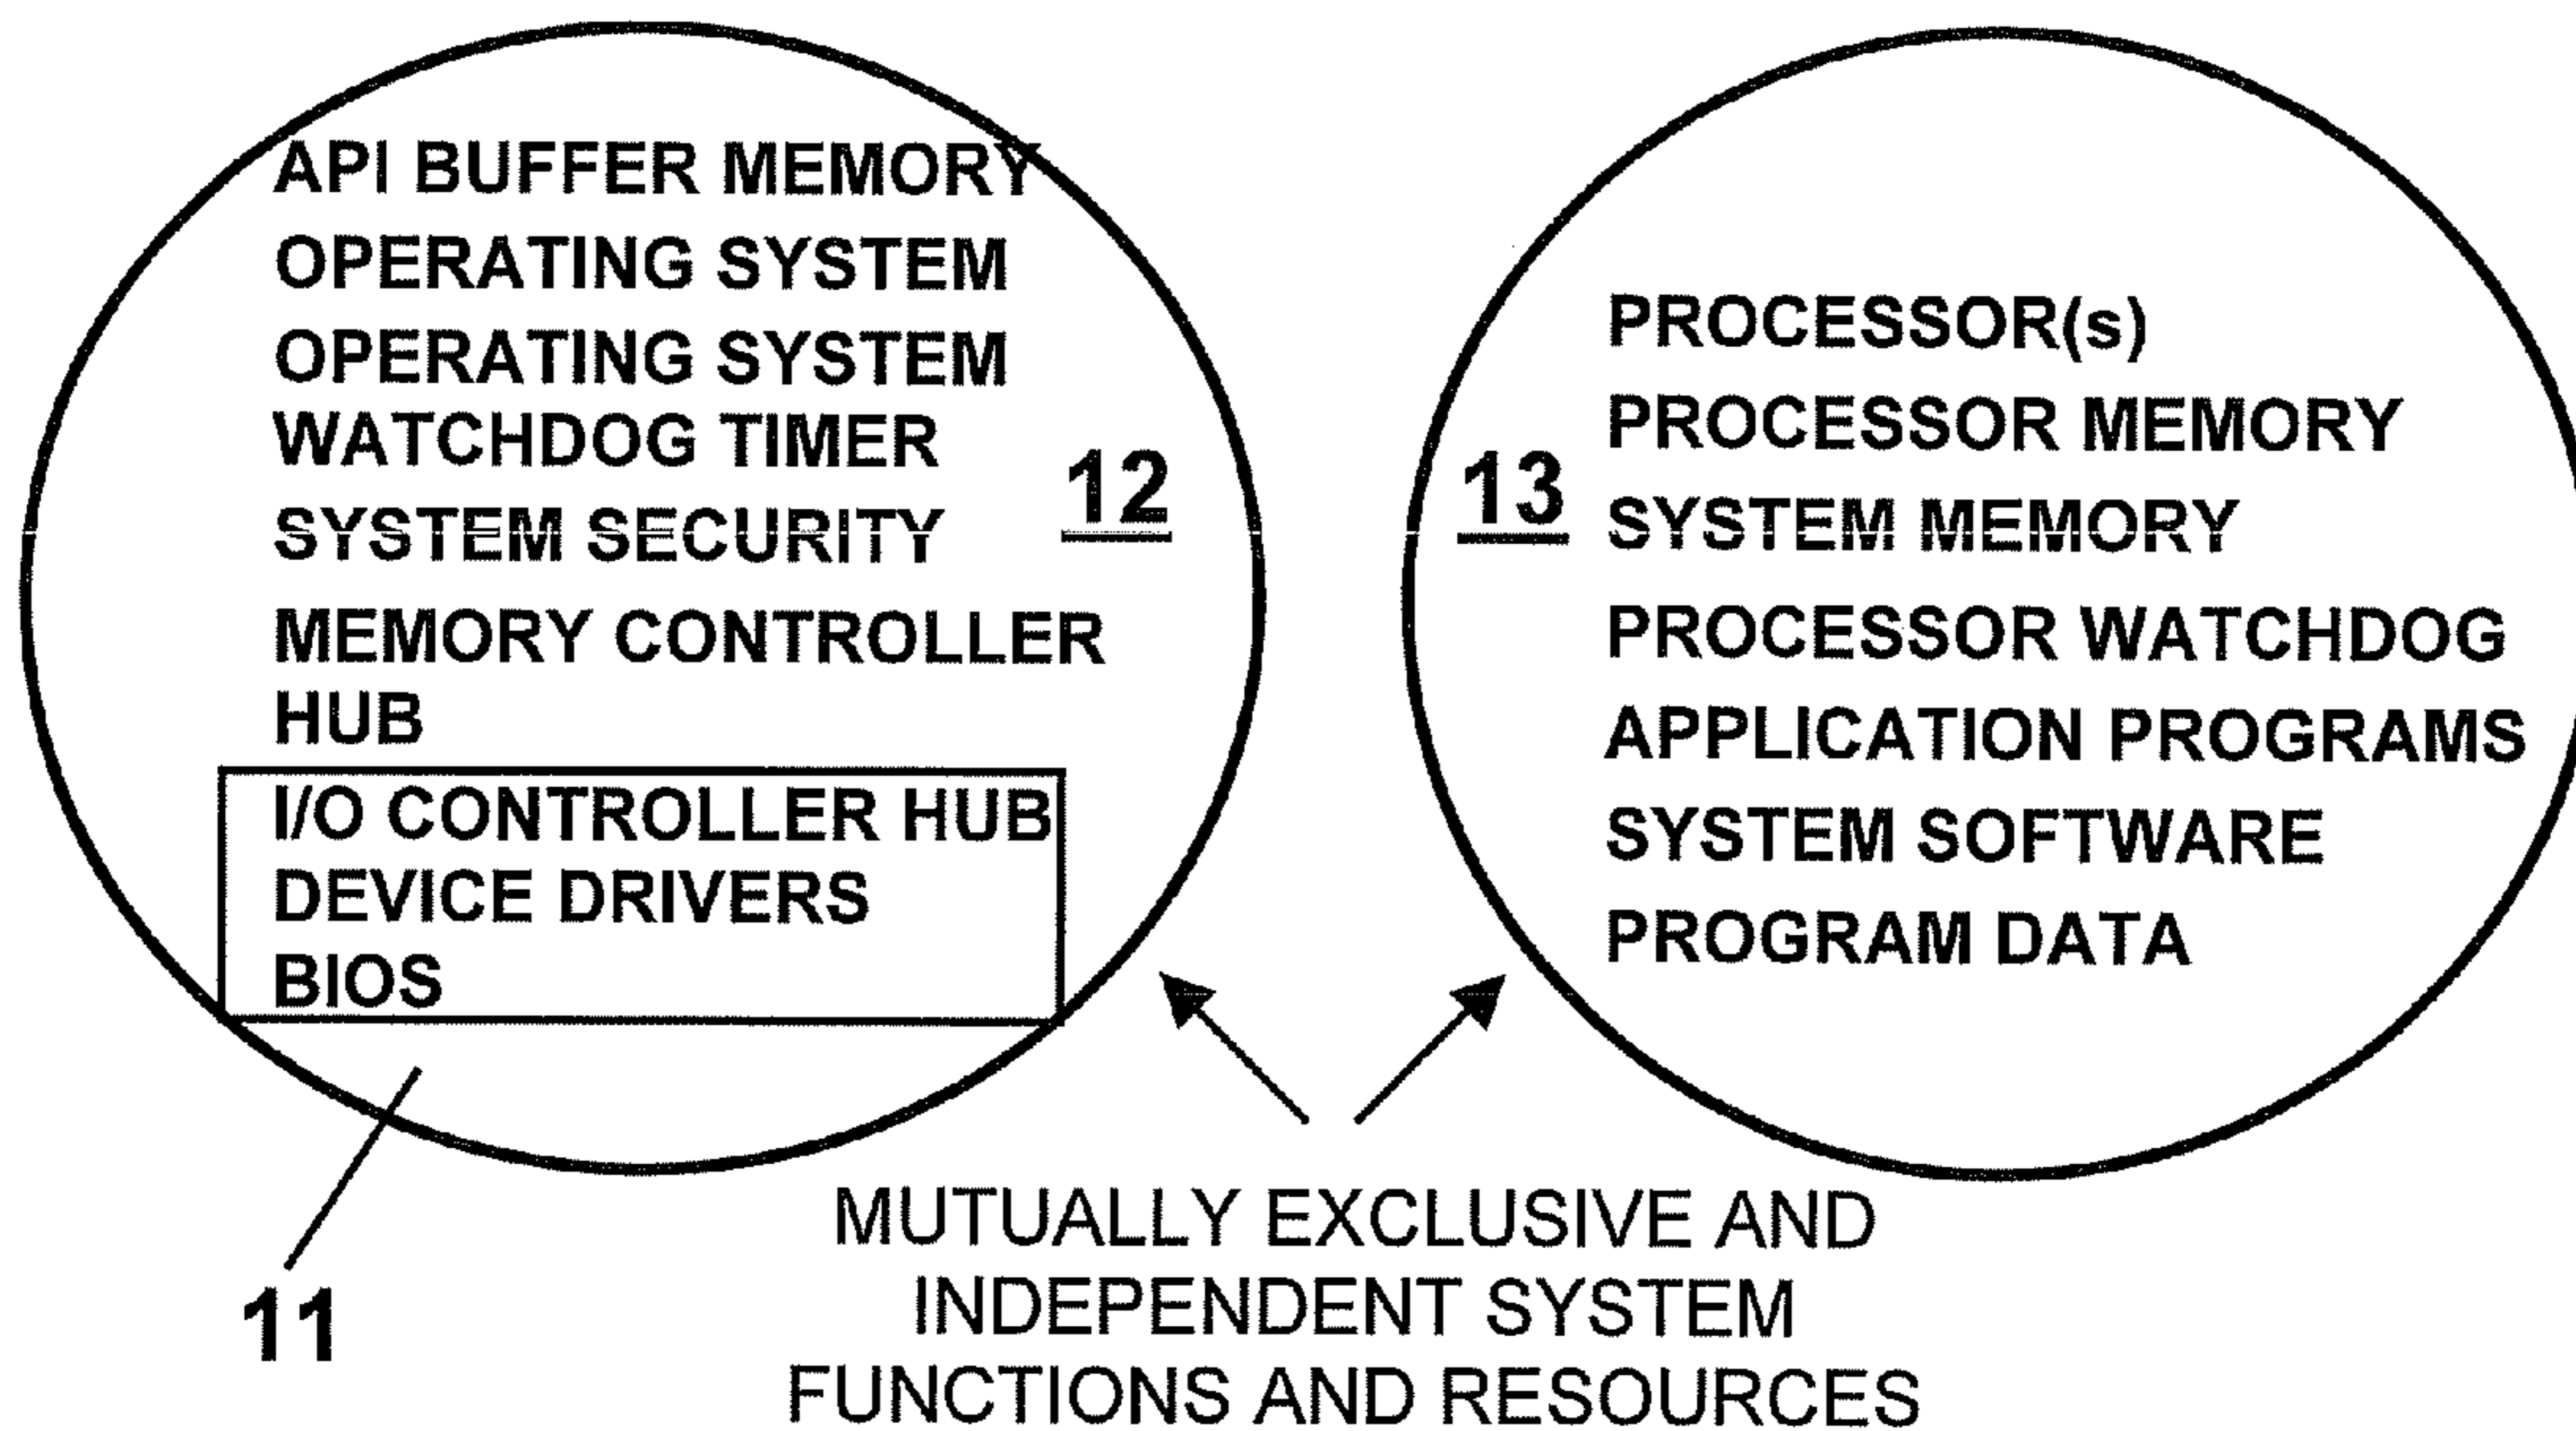 API BUFFER MEMORY
OPERATING SYSTEM
OPERATING SYSTEM
WATCHDOG TIMER
SYSTEM SECURITY
MEMORY CONTROLLER
HUB
I/O CONTROLLER HUB
DEVICE DRIVERS
BIOS
12
11
13
PROCESSOR(s)
PROCESSOR MEMORY
SYSTEM MEMORY
PROCESSOR WATCHDOG
APPLICATION PROGRAMS
SYSTEM SOFTWARE
PROGRAM DATA
MUTUALLY EXCLUSIVE AND
INDEPENDENT SYSTEM
FUNCTIONS AND RESOURCES